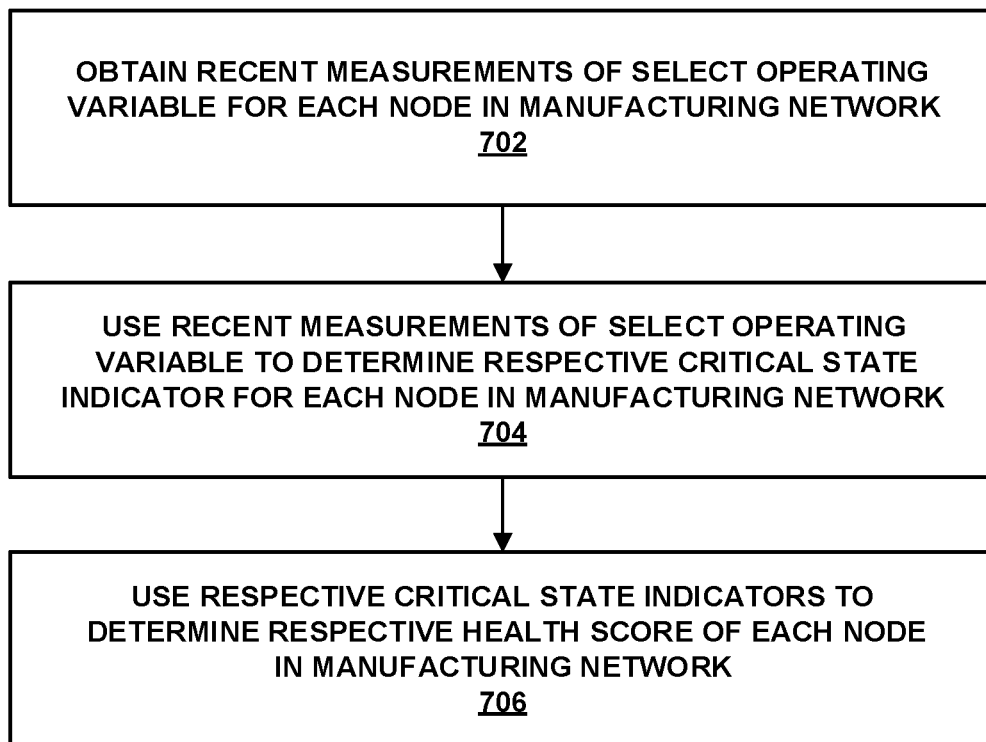 OBTAIN RECENT MEASUREMENTS OF SELECT OPERATING
VARIABLE FOR EACH NODE IN MANUFACTURING NETWORK
702
USE RECENT MEASUREMENTS OF SELECT OPERATING
VARIABLE TO DETERMINE RESPECTIVE CRITICAL STATE
INDICATOR FOR EACH NODE IN MANUFACTURING NETWORK
704
USE RESPECTIVE CRITICAL STATE INDICATORS TO
DETERMINE RESPECTIVE HEALTH SCORE OF EACH NODE
IN MANUFACTURING NETWORK
706